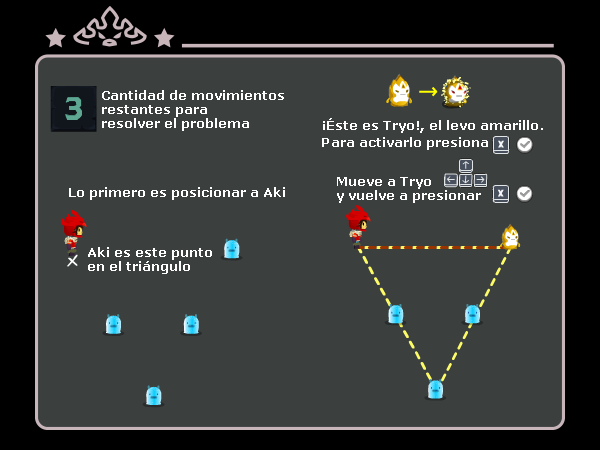 3
Cantidad de movimientos
restantes para
resolver el problema
Lo primero es posicionar a Aki
Aki es este punto
en el triángulo
¡Éste es Tryo!, el levo amarillo.
Para activarlo presiona X
Mueve a Tryo
y vuelve a presionar X